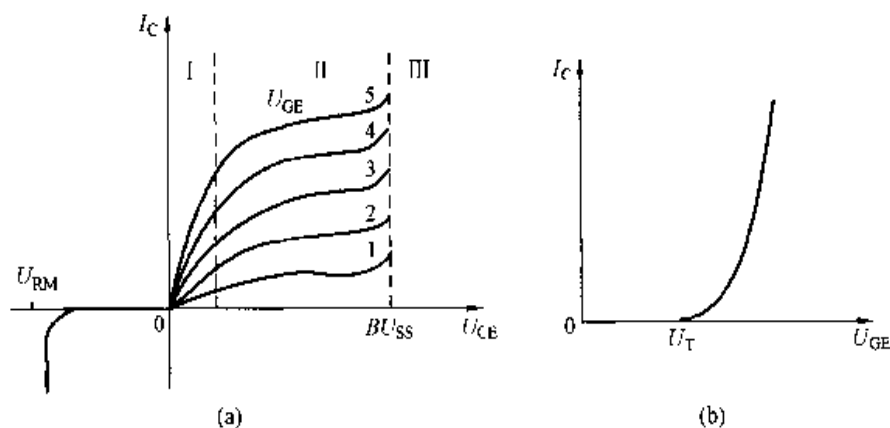 I_C
I
II
III
U_GE
5
4
3
2
1
U_RM
0
BU_SS
U_CE
(a)
I_C
0
U_T
U_GE
(b)